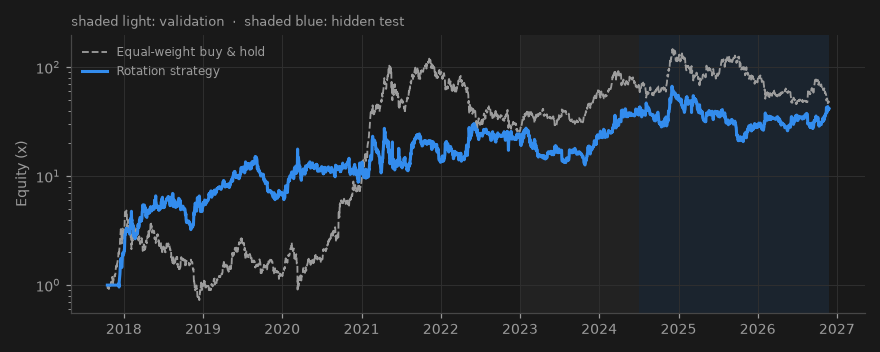 shaded light: validation · shaded blue: hidden test
Equal-weight buy & hold
Rotation strategy
Equity (x)
10²
10¹
10⁰
2018 2019 2020 2021 2022 2023 2024 2025 2026 2027